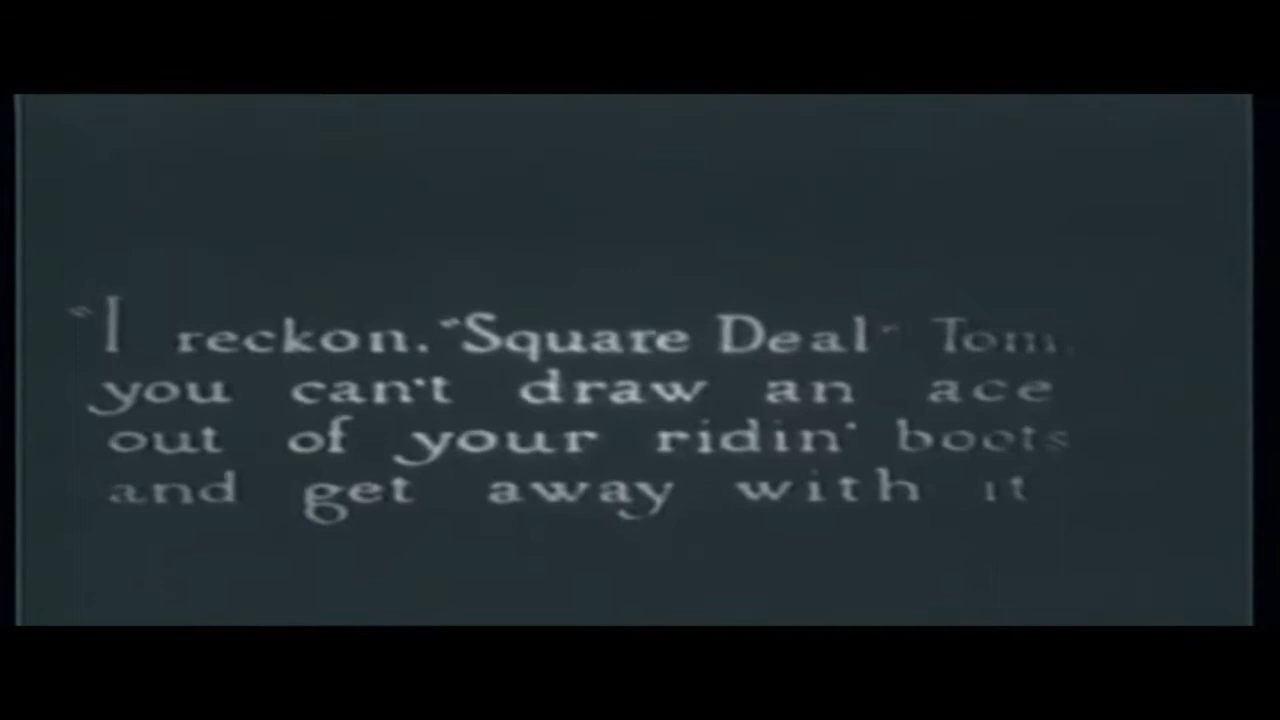 "I reckon, "Square Deal" Tom,
you can't draw an ace
out of your ridin' boots
and get away with it